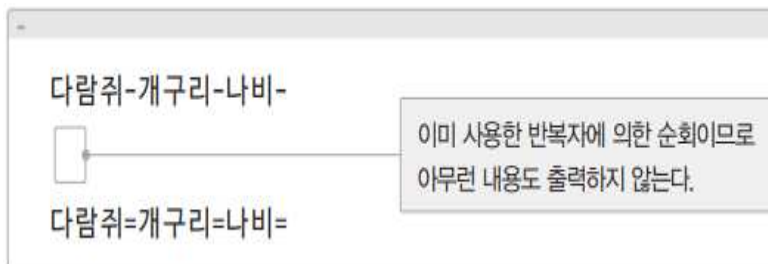 다람쥐-개구리-나비-
이미 사용한 반복자에 의한 순회이므로
아무런 내용도 출력하지 않는다.
다람쥐=개구리=나비=